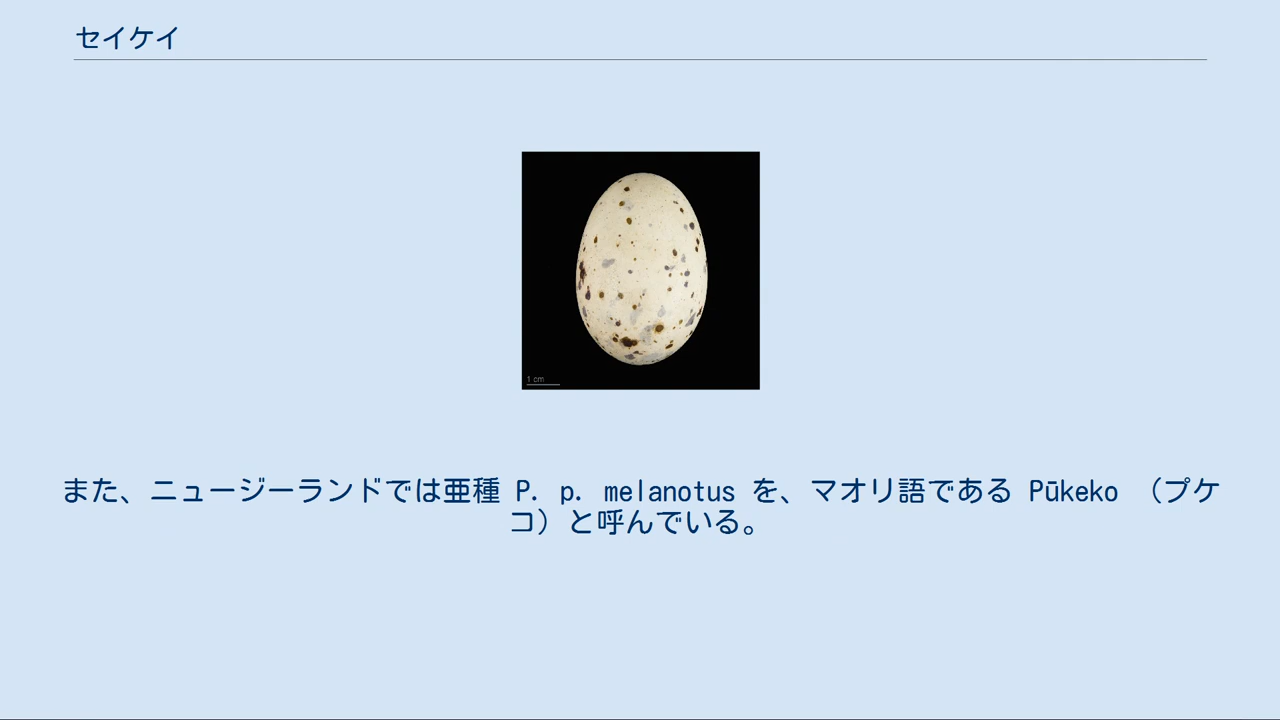 セイケイ
1 cm
また、ニュージーランドでは亜種 P. p. melanotus を、マオリ語である Pūkeko （プケ
コ）と呼んでいる。